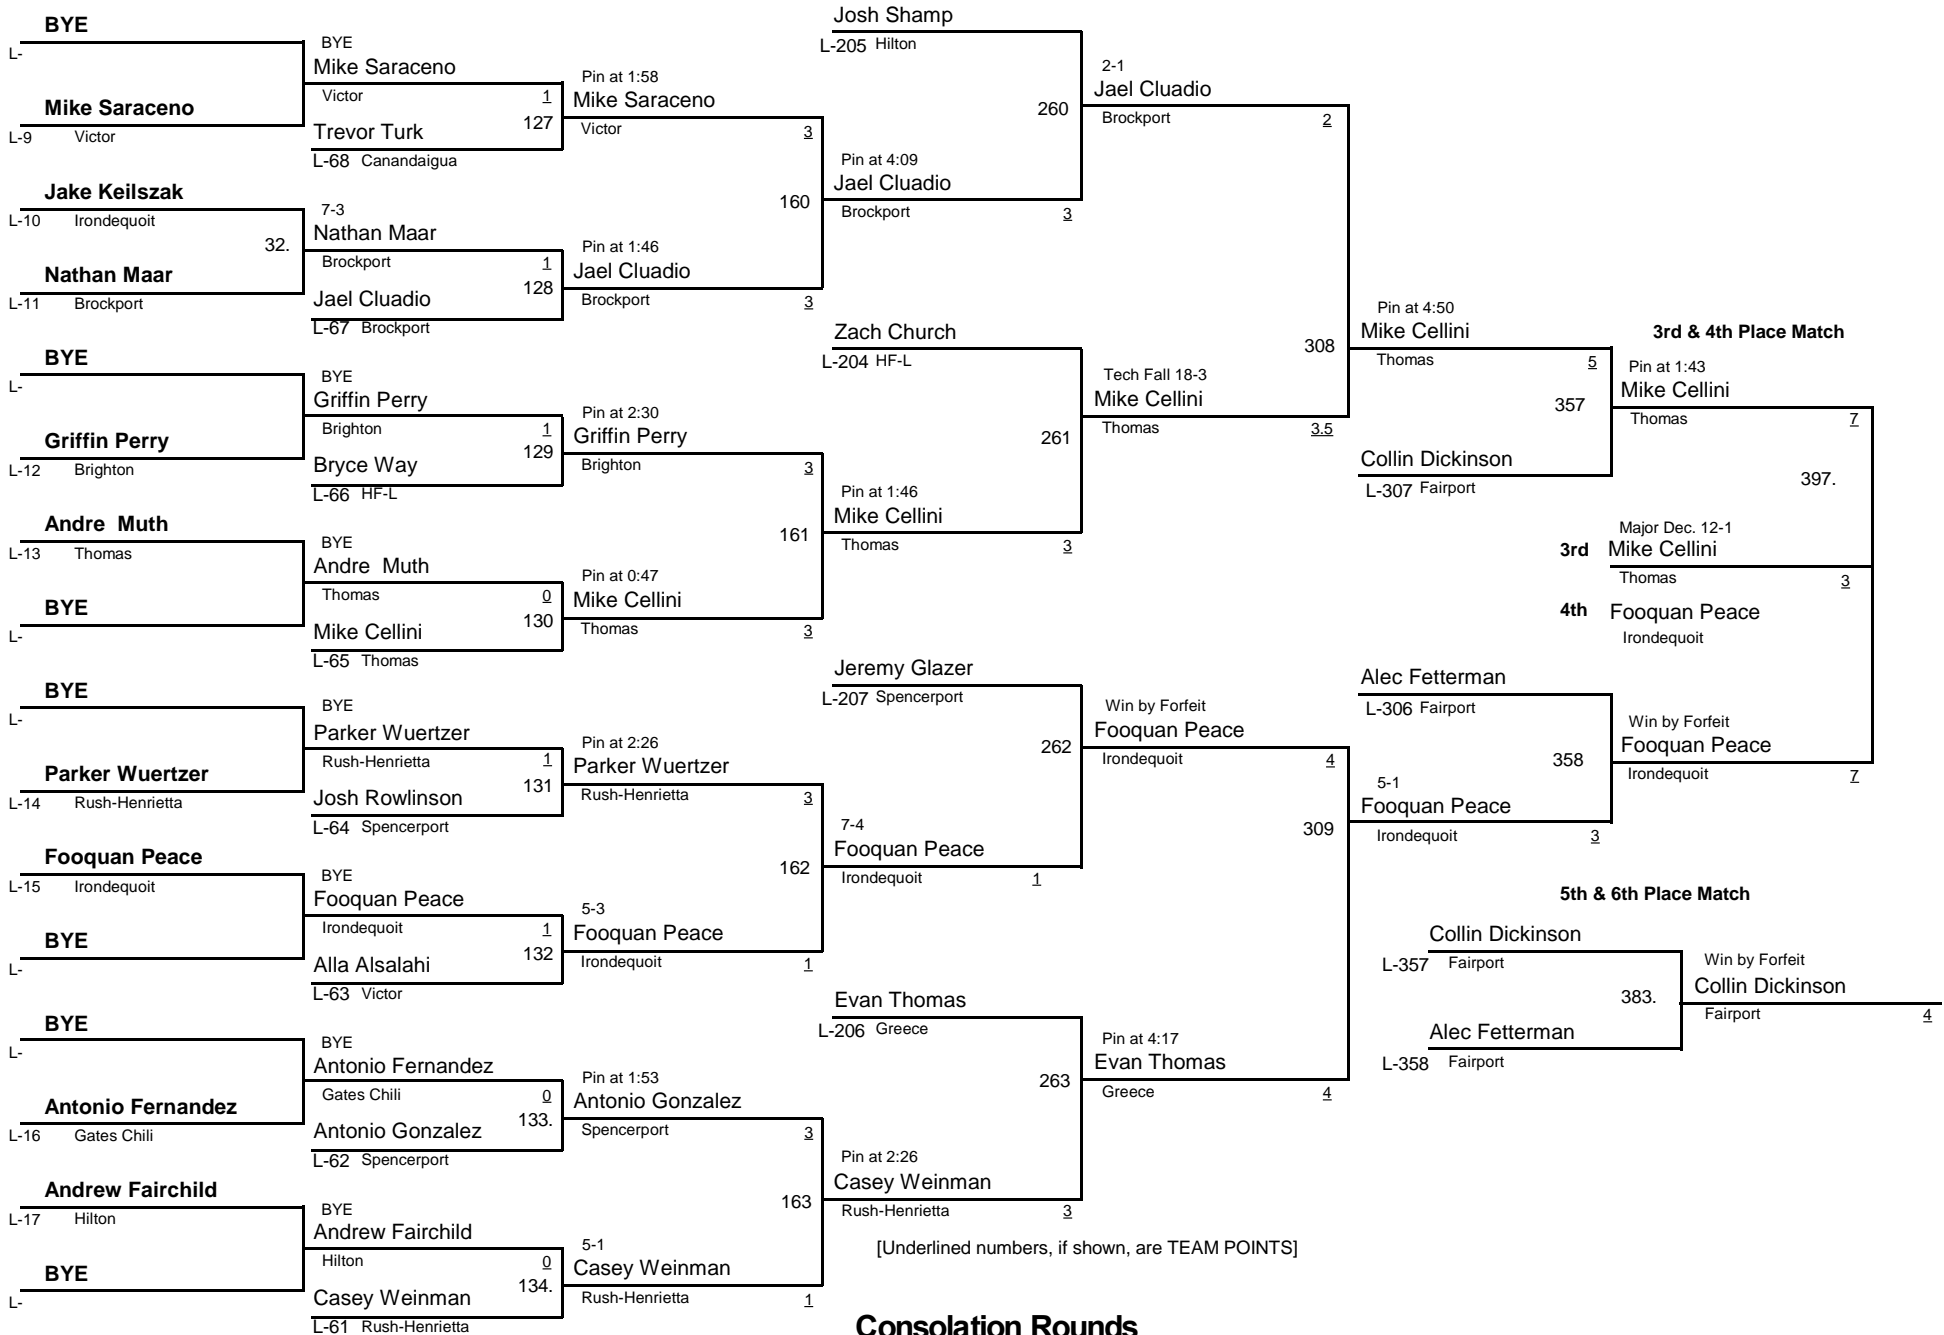 BYE
L-
Mike Saraceno
L-9 Victor
Jake Keilszak
L-10 Irondequoit
32.
Nathan Maar
L-11 Brockport
BYE
L-
Griffin Perry
L-12 Brighton
Andre Muth
L-13 Thomas
BYE
L-
BYE
L-
Parker Wuertzer
L-14 Rush-Henrietta
Fooquan Peace
L-15 Irondequoit
BYE
L-
BYE
L-
Antonio Fernandez
L-16 Gates Chili
Andrew Fairchild
L-17 Hilton
BYE
L-
BYE
Mike Saraceno
Victor 1
127
Trevor Turk
L-68 Canandaigua
7-3
Nathan Maar
Brockport 1
128
Jael Cluadio
L-67 Brockport
BYE
Griffin Perry
Brighton 1
129
Bryce Way
L-66 HF-L
BYE
Andre Muth
Thomas 0
130
Mike Cellini
L-65 Thomas
BYE
Parker Wuertzer
Rush-Henrietta 1
131
Josh Rowlinson
L-64 Spencerport
BYE
Fooquan Peace
Irondequoit 1
132
Alla Alsalahi
L-63 Victor
BYE
Antonio Fernandez
Gates Chili 0
133.
Antonio Gonzalez
L-62 Spencerport
BYE
Andrew Fairchild
Hilton 0
134.
Casey Weinman
L-61 Rush-Henrietta
Pin at 1:58
Mike Saraceno
Victor 3
160
Pin at 1:46
Jael Cluadio
Brockport 3
Pin at 2:30
Griffin Perry
Brighton 3
161
Pin at 0:47
Mike Cellini
Thomas 3
Pin at 2:26
Parker Wuertzer
Rush-Henrietta 3
162
5-3
Fooquan Peace
Irondequoit 1
Pin at 1:53
Antonio Gonzalez
Spencerport 3
163
5-1
Casey Weinman
Rush-Henrietta 1
Josh Shamp
L-205 Hilton
260
Pin at 4:09
Jael Cluadio
Brockport 3
Zach Church
L-204 HF-L
261
Pin at 1:46
Mike Cellini
Thomas 3
Jeremy Glazer
L-207 Spencerport
262
7-4
Fooquan Peace
Irondequoit 1
Evan Thomas
L-206 Greece
263
Pin at 2:26
Casey Weinman
Rush-Henrietta 3
[Underlined numbers, if shown, are TEAM POINTS]
2-1
Jael Cluadio
Brockport 2
308
Tech Fall 18-3
Mike Cellini
Thomas 3.5
Win by Forfeit
Fooquan Peace
Irondequoit 4
309
Pin at 4:17
Evan Thomas
Greece 4
Pin at 4:50
Mike Cellini
Thomas 5
357
Collin Dickinson
L-307 Fairport
Alec Fetterman
L-306 Fairport
358
5-1
Fooquan Peace
Irondequoit 3
3rd & 4th Place Match
Pin at 1:43
Mike Cellini
Thomas 7
397.
Major Dec. 12-1
3rd Mike Cellini
Thomas 3
4th Fooquan Peace
Irondequoit
Win by Forfeit
Fooquan Peace
Irondequoit 7
5th & 6th Place Match
Collin Dickinson
L-357 Fairport
383.
Alec Fetterman
L-358 Fairport
Win by Forfeit
Collin Dickinson
Fairport 4
Consolation Rounds